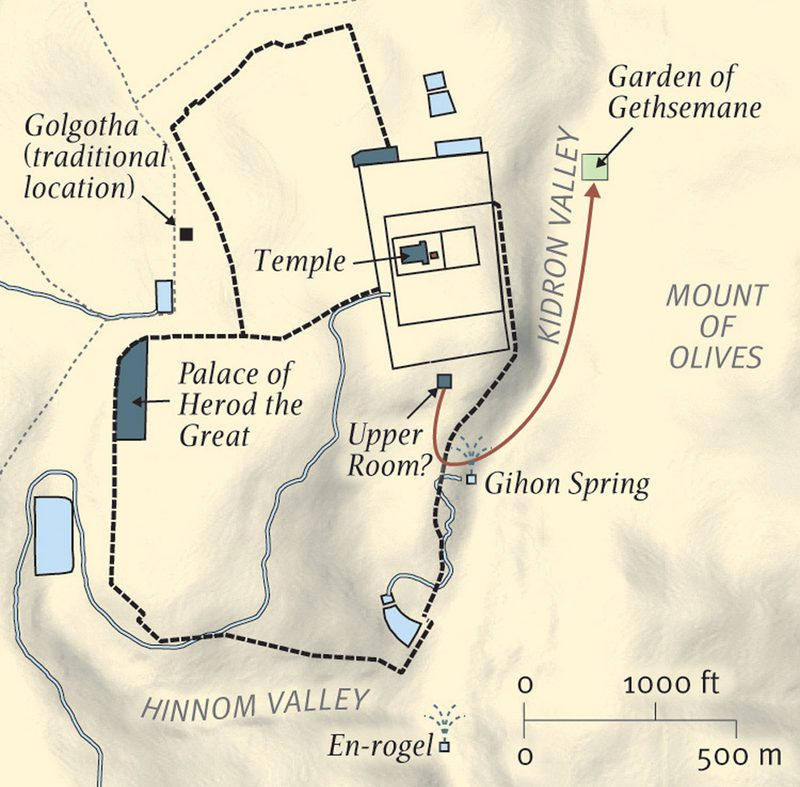 Garden of
Gethsemane
Golgotha
(traditional
location)
KIDRON VALLEY
Temple
MOUNT
OF
OLIVES
Palace of
Herod the
Great
Upper
Room?
Gihon Spring
HINNOM VALLEY
En-rogel
0 1000 ft
0 500 m